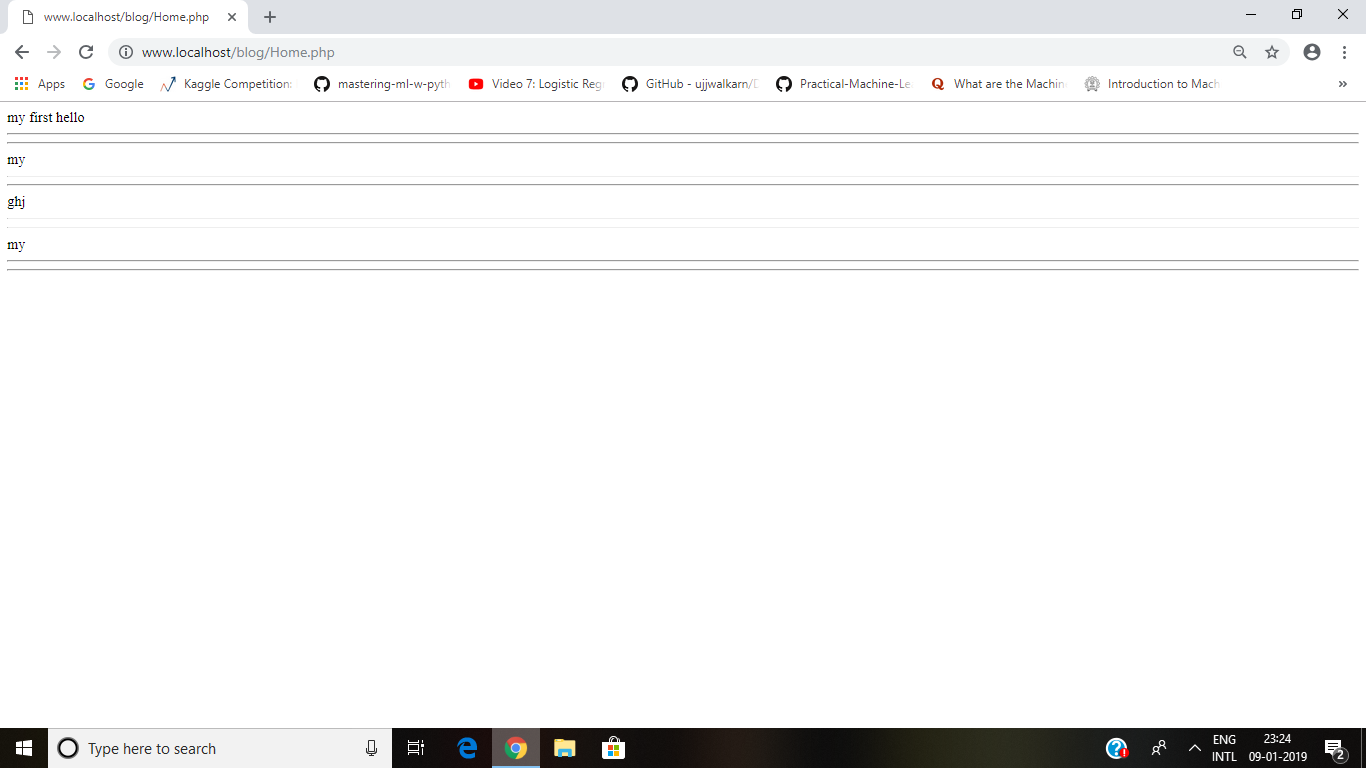 www.localhost/blog/Home.php
www.localhost/blog/Home.php
Apps Google Kaggle Competition: mastering-ml-w-pyth Video 7: Logistic Regr GitHub - ujjwalkarn/D Practical-Machine-Le What are the Machin Introduction to Mach »
my first hello
my
ghj
my
Type here to search
ENG 23:24
INTL 09-01-2019
2